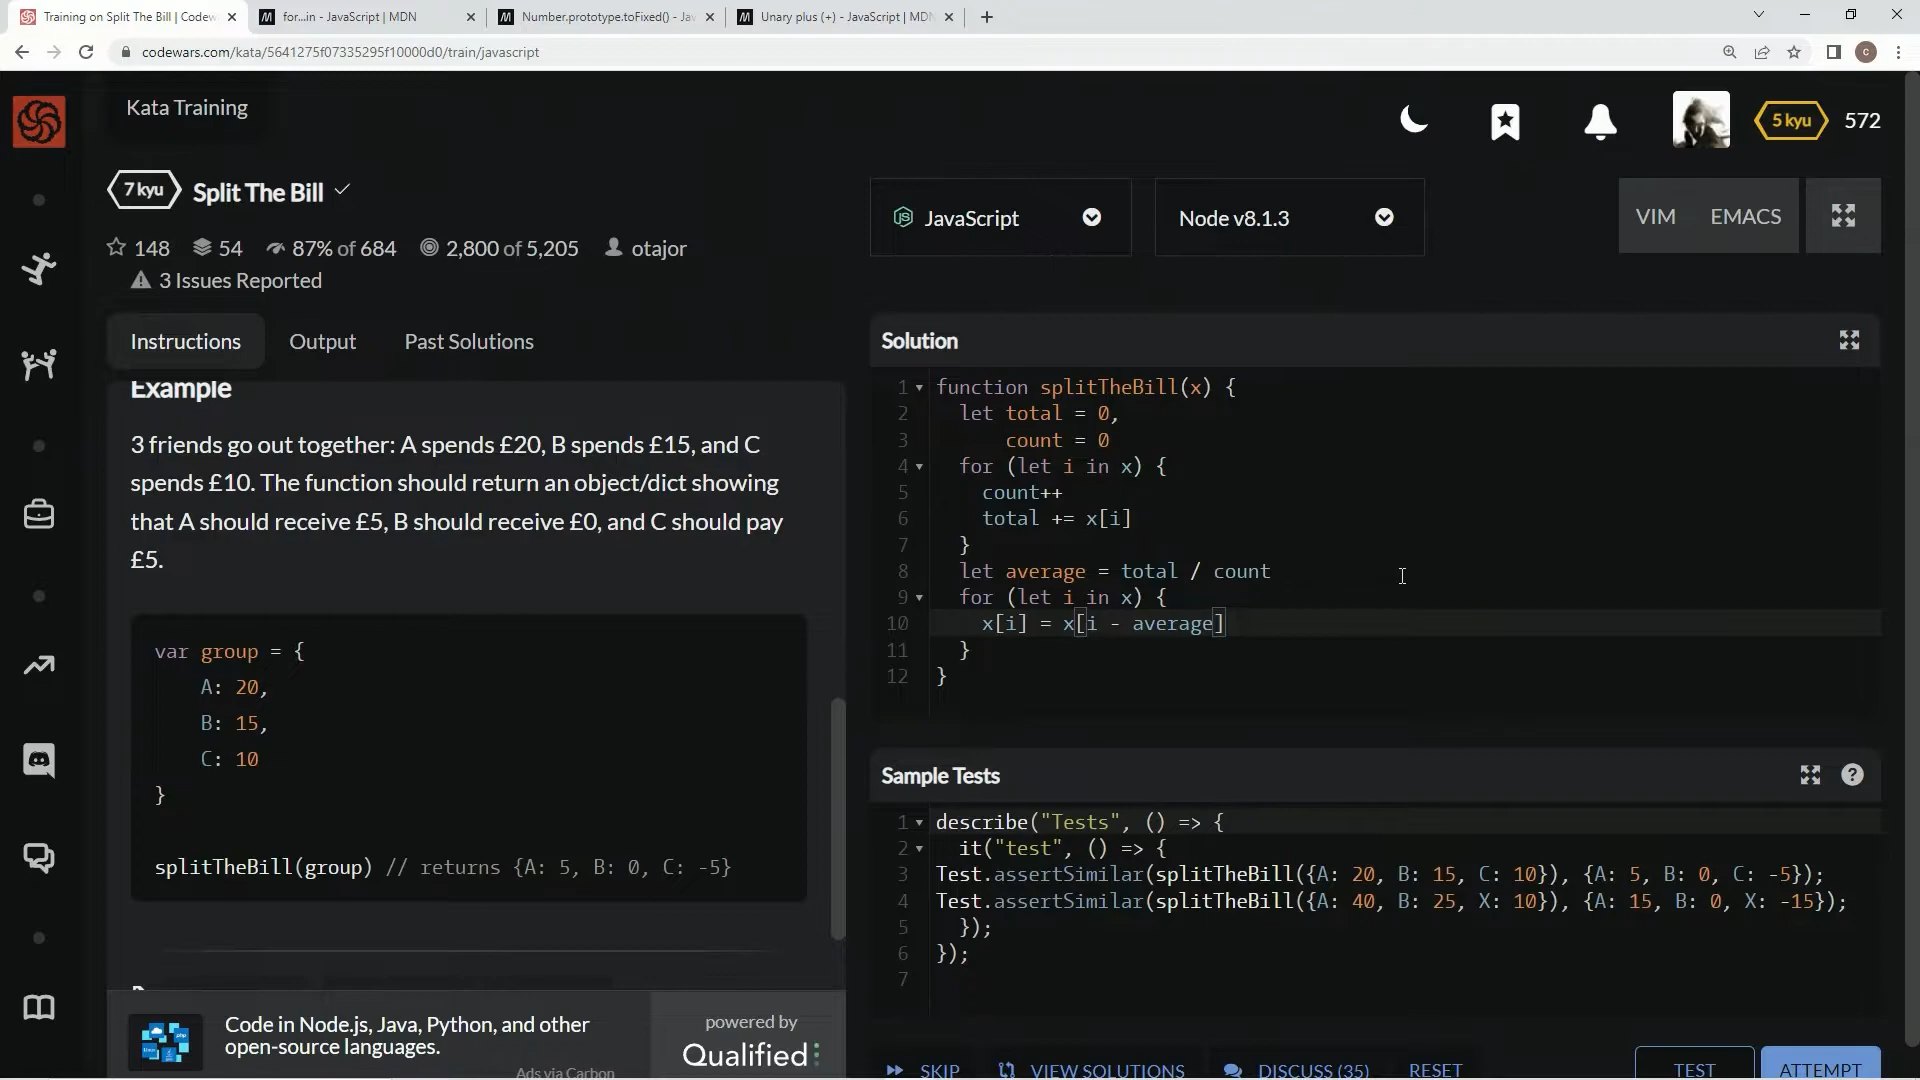 Training on Split The Bill | Codew
for...in - JavaScript | MDN
Number.prototype.toFixed() - Jav
Unary plus (+) - JavaScript | MDN
codewars.com/kata/5641275f07335295f10000d0/train/javascript
c
Kata Training
5 kyu
572
7 kyu
Split The Bill
148
54
87% of 684
2,800 of 5,205
otajor
3 Issues Reported
JavaScript
Node v8.1.3
VIM
EMACS
Instructions
Output
Past Solutions
Example
3 friends go out together: A spends £20, B spends £15, and C
spends £10. The function should return an object/dict showing
that A should receive £5, B should receive £0, and C should pay
£5.
var group = {
A: 20,
B: 15,
C: 10
}
splitTheBill(group) // returns {A: 5, B: 0, C: -5}
Code in Node.js, Java, Python, and other
open-source languages.
Ads via Carbon
powered by
Qualified
Solution
1 function splitTheBill(x) {
2 let total = 0,
3 count = 0
4 for (let i in x) {
5 count++
6 total += x[i]
7 }
8 let average = total / count
9 for (let i in x) {
10 x[i] = x[i - average]
11 }
12 }
Sample Tests
?
1 describe("Tests", () => {
2 it("test", () => {
3 Test.assertSimilar(splitTheBill({A: 20, B: 15, C: 10}), {A: 5, B: 0, C: -5});
4 Test.assertSimilar(splitTheBill({A: 40, B: 25, X: 10}), {A: 15, B: 0, X: -15});
5 });
6 });
7
SKIP
VIEW SOLUTIONS
DISCUSS (35)
RESET
TEST
ATTEMPT